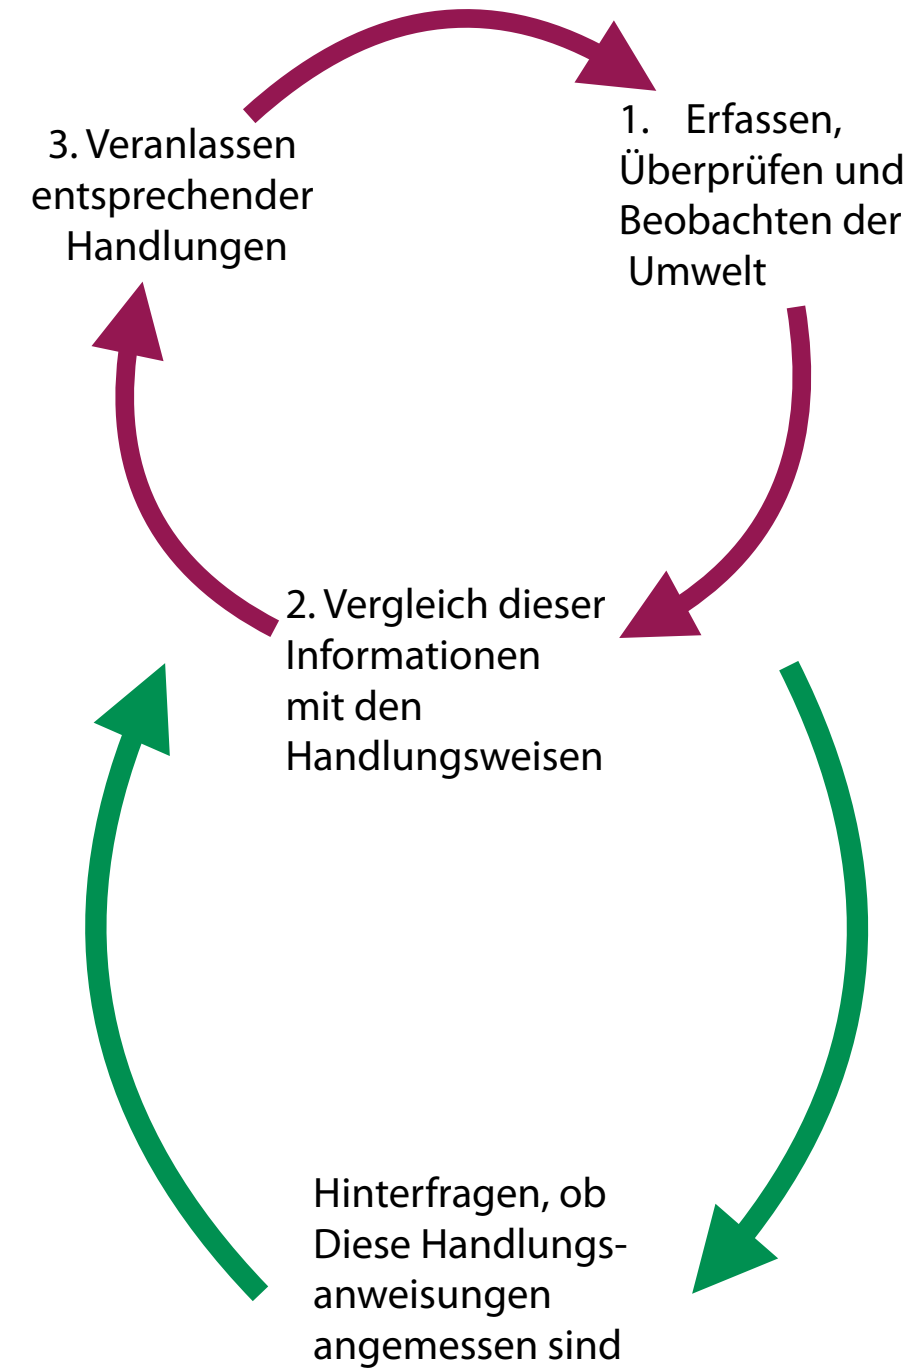 1. Erfassen,
Überprüfen und
Beobachten der
Umwelt
2. Vergleich dieser
Informationen
mit den
Handlungsweisen
3. Veranlassen
entsprechender
Handlungen
Hinterfragen, ob
Diese Handlungs-
anweisungen
angemessen sind